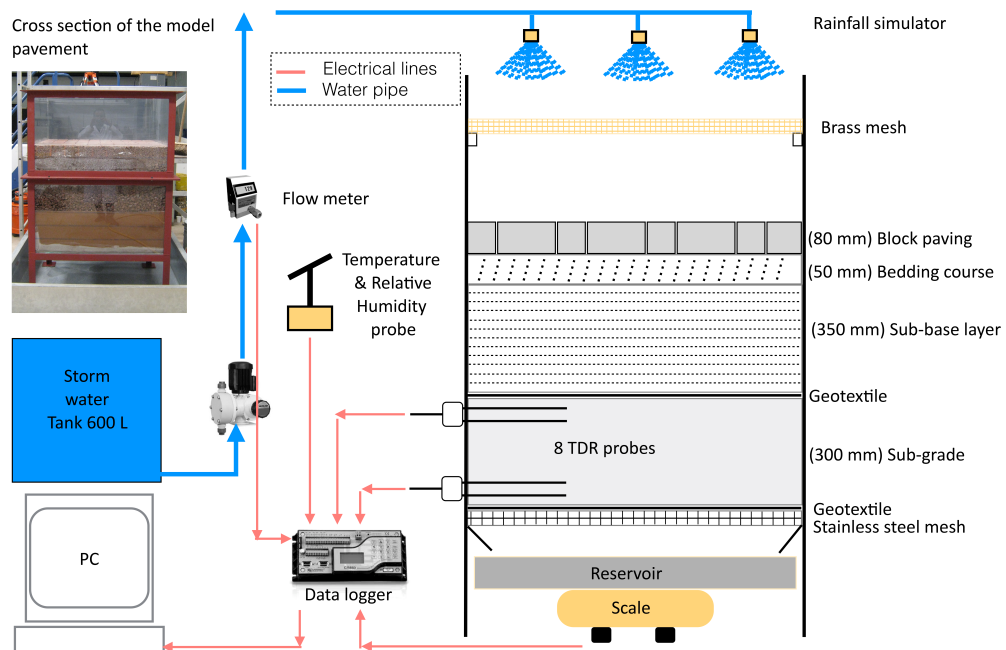 Cross section of the model
pavement
Rainfall simulator
Electrical lines
Water pipe
Brass mesh
Flow meter
(80 mm) Block paving
(50 mm) Bedding course
Temperature
& Relative
Humidity
probe
(350 mm) Sub-base layer
Storm
water
Tank 600 L
Geotextile
8 TDR probes
(300 mm) Sub-grade
Geotextile
Stainless steel mesh
PC
Data logger
Reservoir
Scale